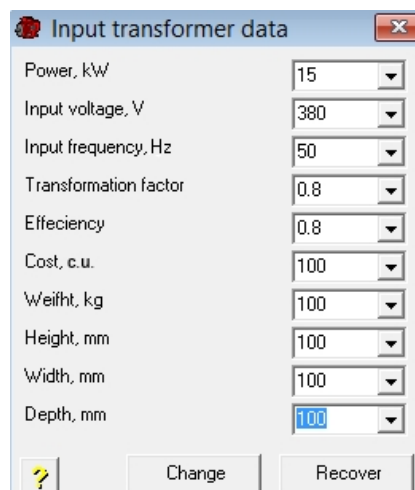 Input transformer data
Power, kW 15
Input voltage, V 380
Input frequency, Hz 50
Transformation factor 0.8
Effeciency 0.8
Cost, c.u. 100
Weifht, kg 100
Height, mm 100
Width, mm 100
Depth, mm 100
? Change Recover